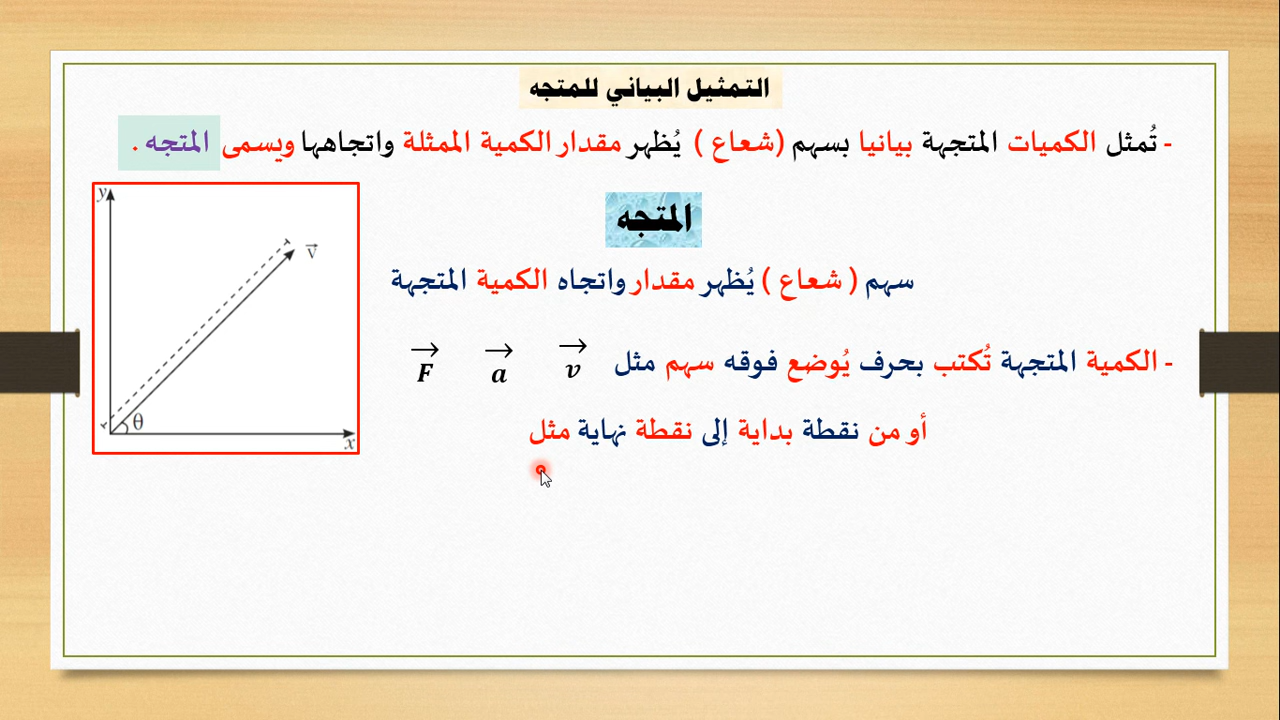 التمثيل البياني للمتجه
- تُمثل الكميات المتجهة بيانيا بسهم (شعاع ) يُظهر مقدار الكمية الممثلة واتجاهها ويسمى المتجه .
المتجه
سهم ( شعاع ) يُظهر مقدار واتجاه الكمية المتجهة
- الكمية المتجهة تُكتب بحرف يُوضع فوقه سهم مثل v⃗ a⃗ F⃗
أو من نقطة بداية إلى نقطة نهاية مثل
y
v⃗
θ
x